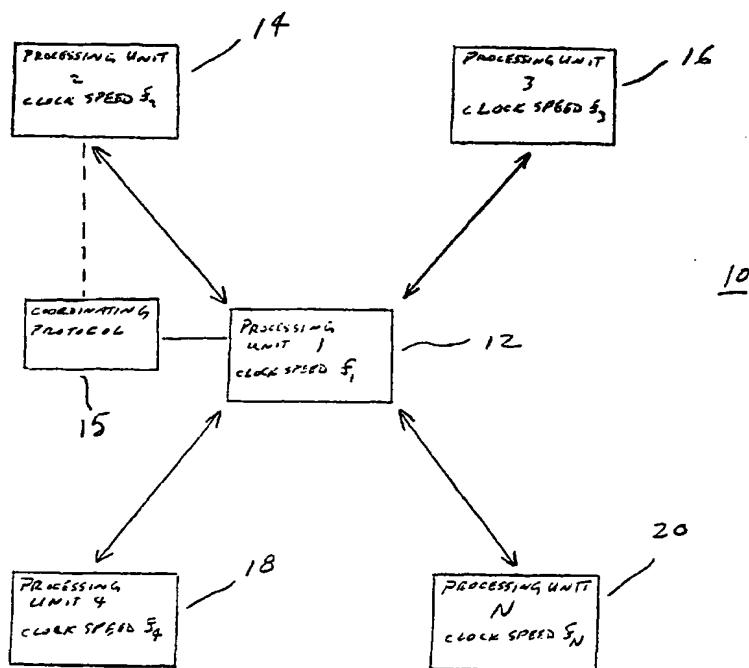 14
PROCESSING UNIT
2
CLOCK SPEED f₂
PROCESSING UNIT
3
CLOCK SPEED f₃
16
10
COORDINATING
PROTOCOL
15
PROCESSING
UNIT 1
CLOCK SPEED f₁
12
PROCESSING
UNIT 4
CLOCK SPEED f₄
18
PROCESSING UNIT
N
CLOCK SPEED f_N
20